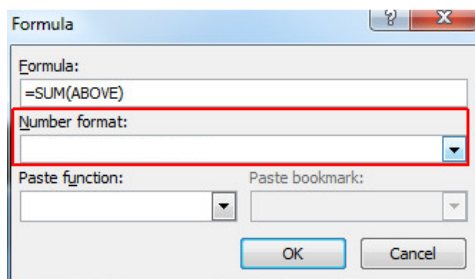 Formula
Formula:
=SUM(ABOVE)
Number format:
Paste function: Paste bookmark:
OK Cancel